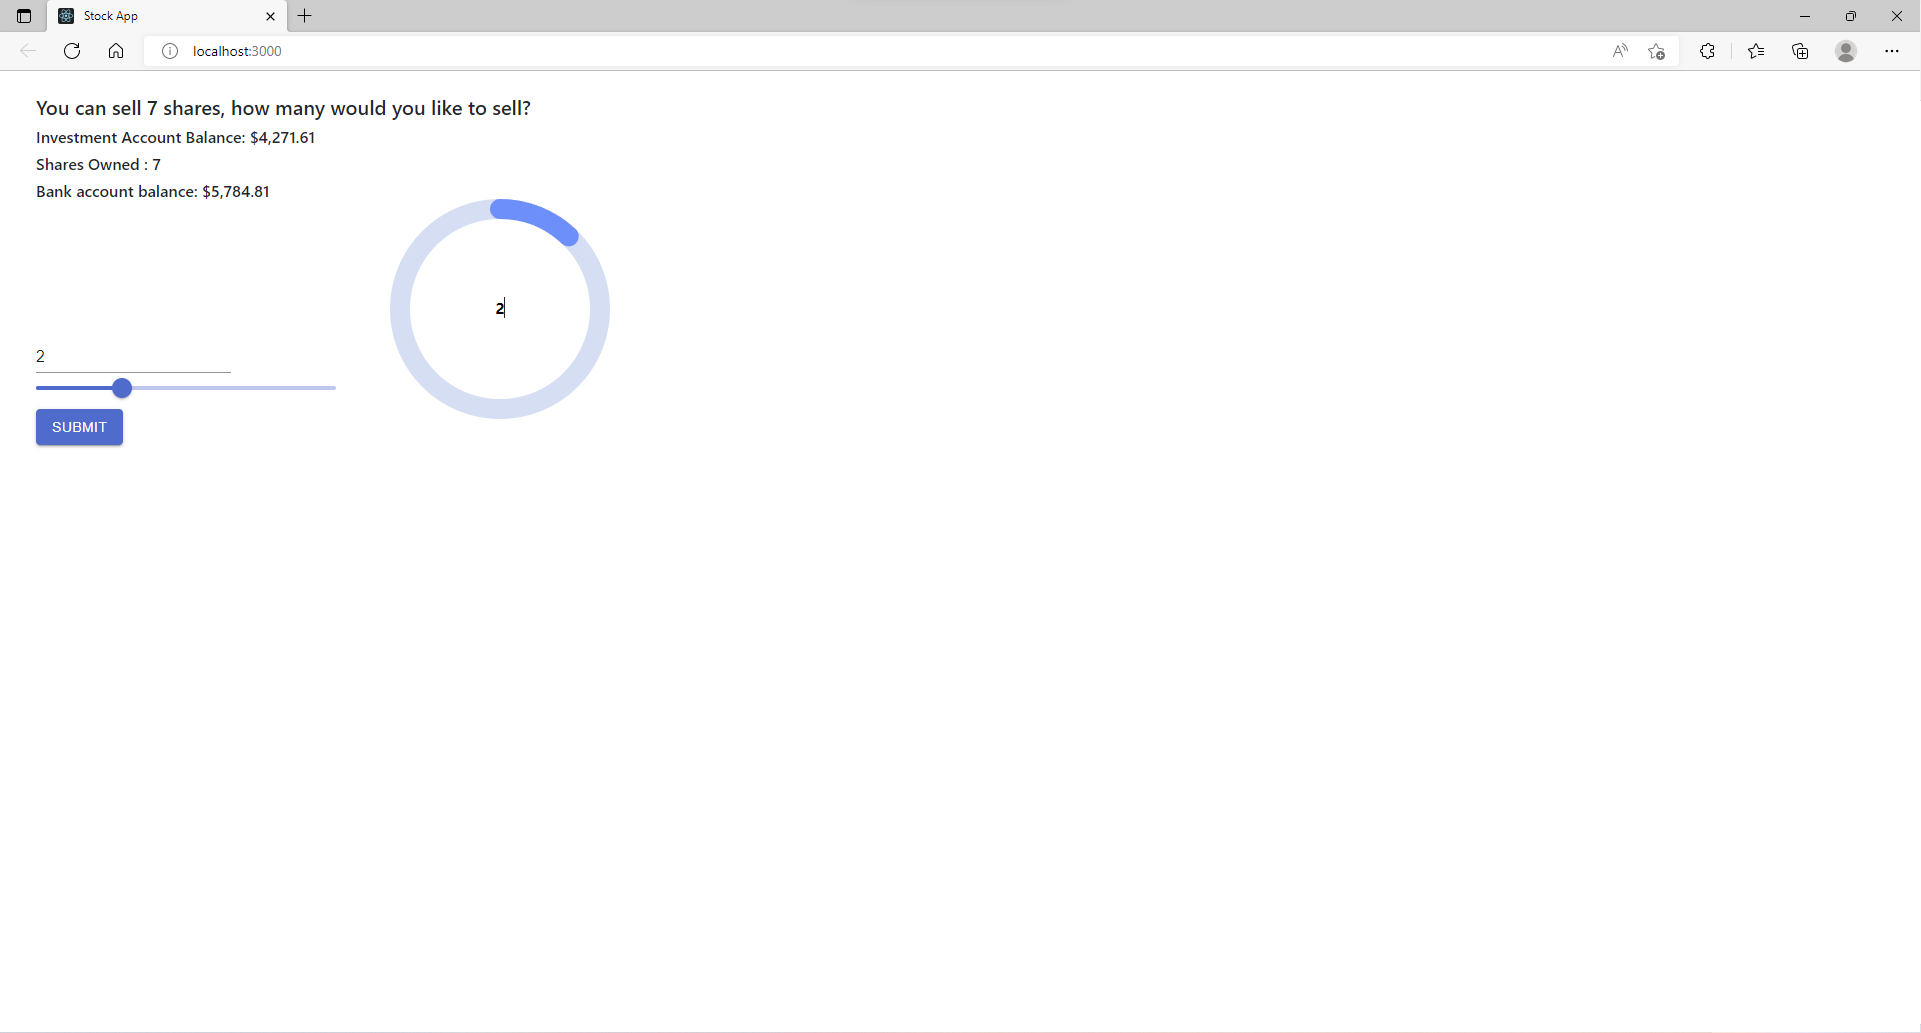 Stock App
localhost:3000
You can sell 7 shares, how many would you like to sell?
Investment Account Balance: $4,271.61
Shares Owned : 7
Bank account balance: $5,784.81
2
2
SUBMIT